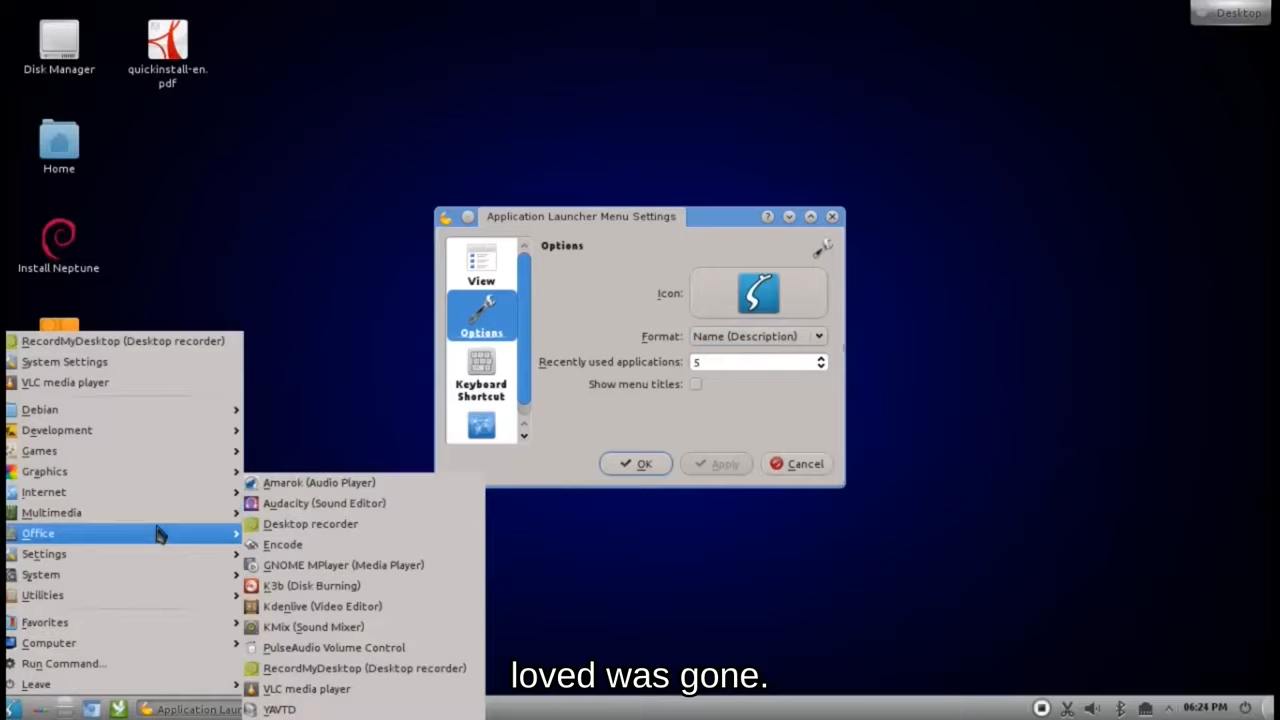 Desktop
Disk Manager
quickinstall-en.
pdf
Home
Install Neptune
Application Launcher Menu Settings
Options
View
Options
Keyboard
Shortcut
Icon:
Format:
Name (Description)
Recently used applications:
5
Show menu titles:
OK
Apply
Cancel
RecordMyDesktop (Desktop recorder)
System Settings
VLC media player
Debian
Development
Games
Graphics
Internet
Multimedia
Office
Settings
System
Utilities
Favorites
Computer
Run Command...
Leave
Amarok (Audio Player)
Audacity (Sound Editor)
Desktop recorder
Encode
GNOME MPlayer (Media Player)
K3b (Disk Burning)
Kdenlive (Video Editor)
KMix (Sound Mixer)
PulseAudio Volume Control
RecordMyDesktop (Desktop recorder)
VLC media player
YAVTD
loved was gone.
Application Laun
06:24 PM